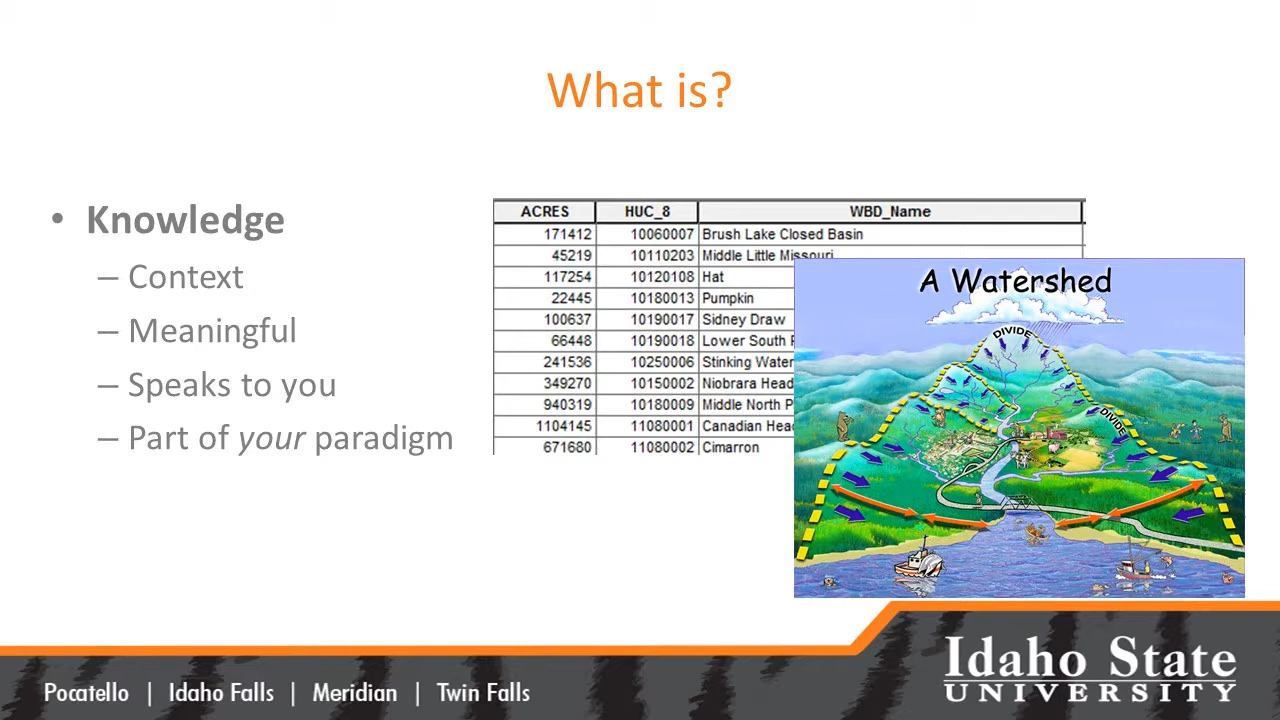 What is?
• Knowledge
– Context
– Meaningful
– Speaks to you
– Part of your paradigm
ACRES HUC_8 WBD_Name
171412 10060007 Brush Lake Closed Basin
45219 10110203 Middle Little Missouri
117254 10120108 Hat
22445 10180013 Pumpkin
100637 10190017 Sidney Draw
66448 10190018 Lower South
241536 10250006 Stinking Water
349270 10150002 Niobrara Head
940319 10180009 Middle North P
1104145 11080001 Canadian Hea
671680 11080002 Cimarron
A Watershed
DIVIDE
DIVIDE
Pocatello | Idaho Falls | Meridian | Twin Falls
Idaho State
UNIVERSITY